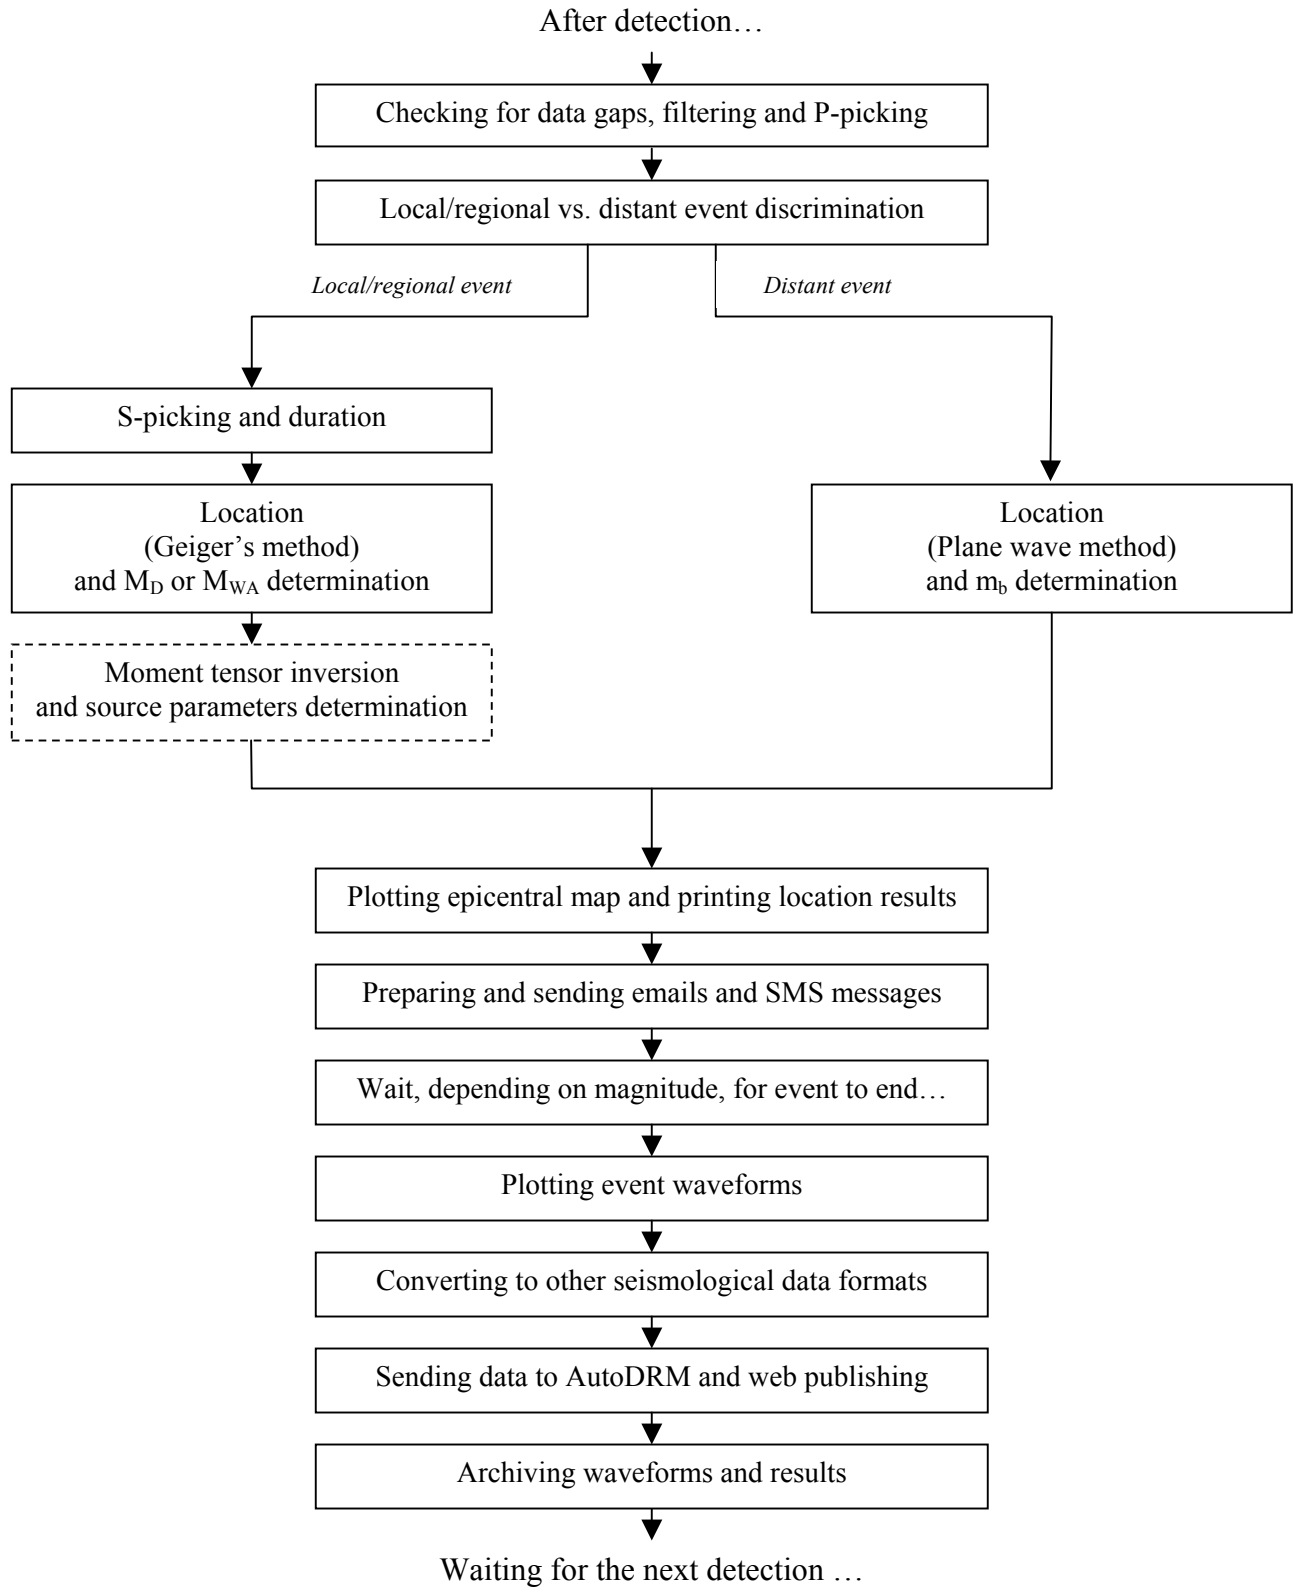 After detection…
Checking for data gaps, filtering and P-picking
Local/regional vs. distant event discrimination
Local/regional event
Distant event
S-picking and duration
Location
(Geiger’s method)
and M_D or M_WA determination
Location
(Plane wave method)
and m_b determination
Moment tensor inversion
and source parameters determination
Plotting epicentral map and printing location results
Preparing and sending emails and SMS messages
Wait, depending on magnitude, for event to end…
Plotting event waveforms
Converting to other seismological data formats
Sending data to AutoDRM and web publishing
Archiving waveforms and results
Waiting for the next detection …